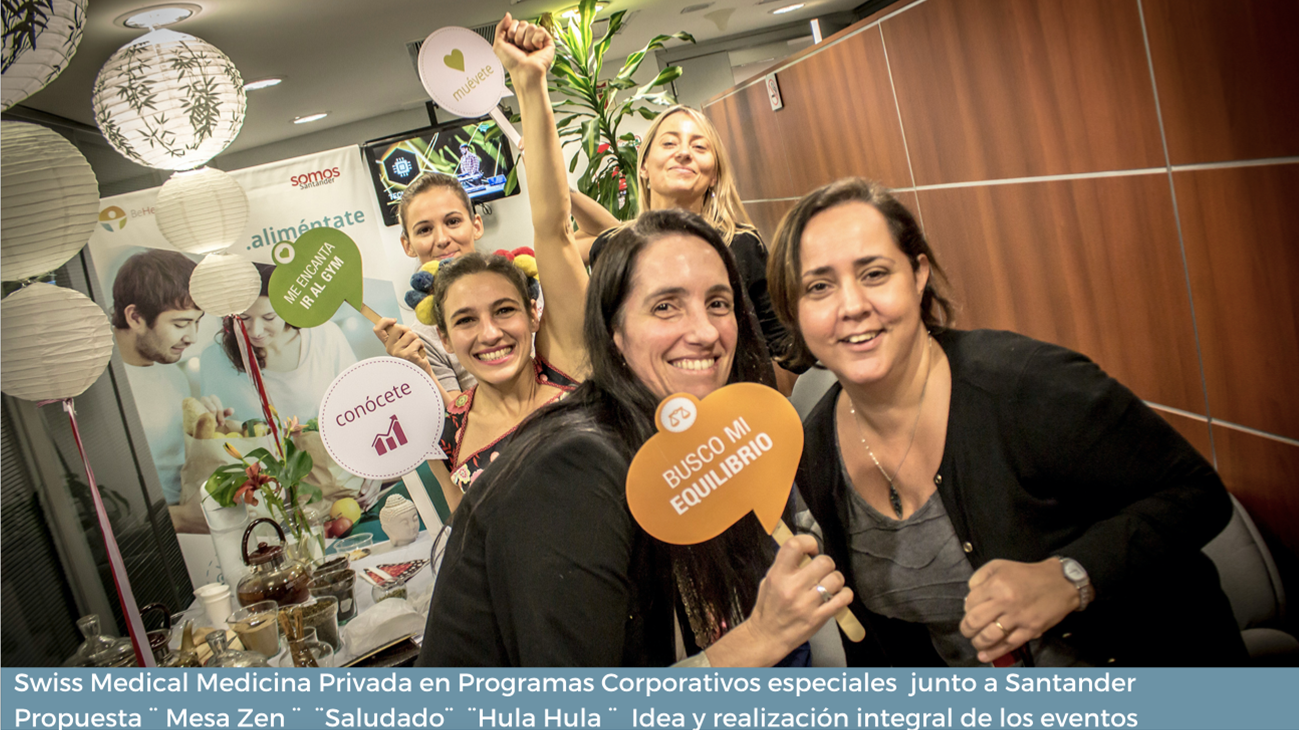 muévete
somos
Santander
BeHe
.aliméntate
ME ENCANTA
IR AL GYM
conócete
BUSCO MI
EQUILIBRIO
Swiss Medical Medicina Privada en Programas Corporativos especiales junto a Santander
Propuesta ¨ Mesa Zen ¨ ¨Saludado¨ ¨Hula Hula ¨ Idea y realización integral de los eventos